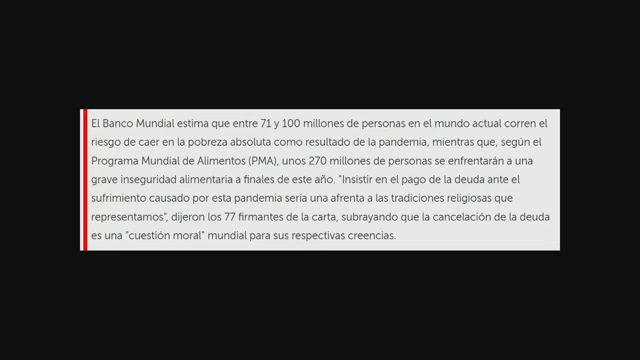 El Banco Mundial estima que entre 71 y 100 millones de personas en el mundo actual corren el
riesgo de caer en la pobreza absoluta como resultado de la pandemia, mientras que, según el
Programa Mundial de Alimentos (PMA), unos 270 millones de personas se enfrentarán a una
grave inseguridad alimentaria a finales de este año. "Insistir en el pago de la deuda ante el
sufrimiento causado por esta pandemia sería una afrenta a las tradiciones religiosas que
representamos", dijeron los 77 firmantes de la carta, subrayando que la cancelación de la deuda
es una "cuestión moral" mundial para sus respectivas creencias.